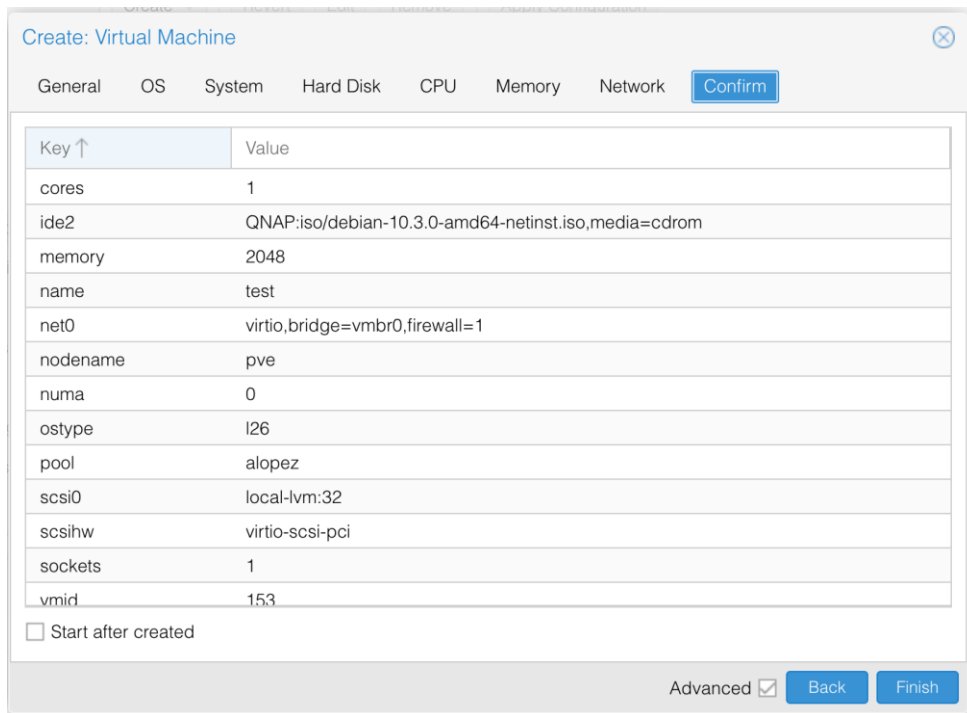 Create: Virtual Machine
General OS System Hard Disk CPU Memory Network Confirm
Key Value
cores 1
ide2 QNAP:iso/debian-10.3.0-amd64-netinst.iso,media=cdrom
memory 2048
name test
net0 virtio,bridge=vmbr0,firewall=1
nodename pve
numa 0
ostype l26
pool alopez
scsi0 local-lvm:32
scsihw virtio-scsi-pci
sockets 1
vmid 153
Start after created
Advanced Back Finish